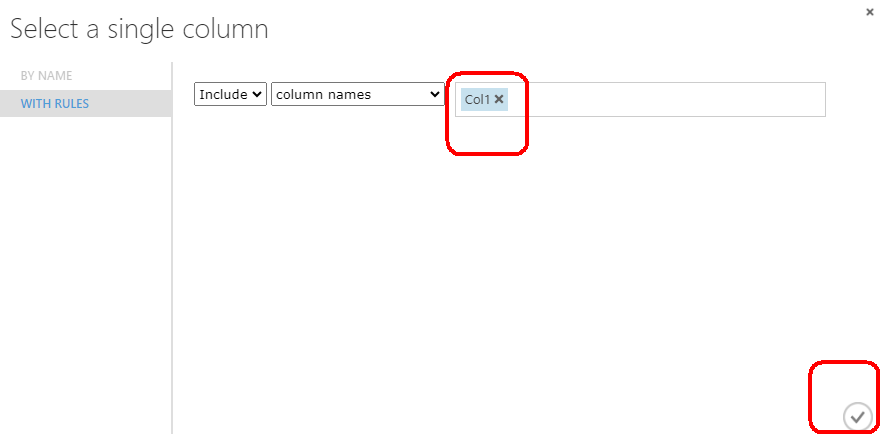 Select a single column
BY NAME
WITH RULES
Include column names Col1